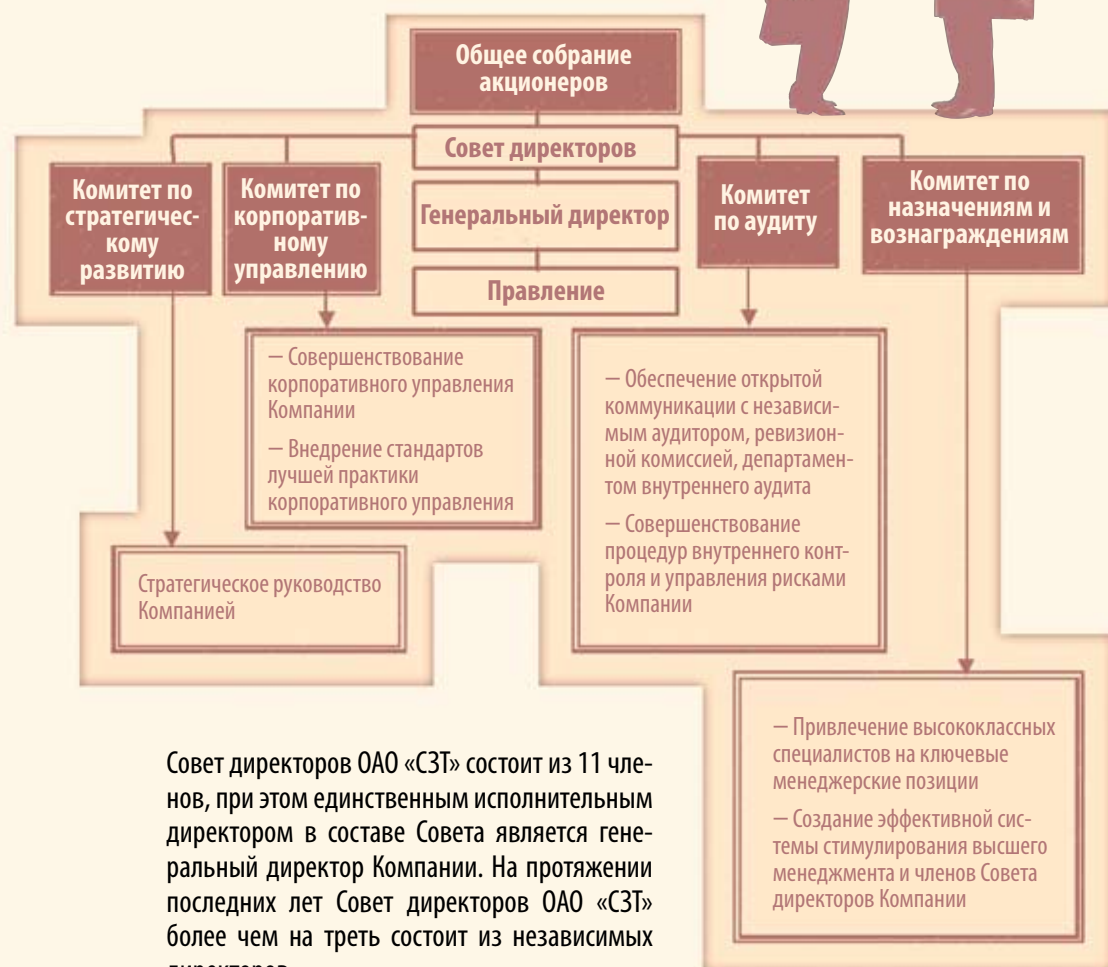 Общее собрание
акционеров
Совет директоров
Генеральный директор
Правление
Комитет по
стратегичес-
кому
развитию
Комитет по
корпоратив-
ному
управлению
Комитет
по аудиту
Комитет по
назначениям и
вознаграждениям
— Совершенствование
корпоративного управления
Компании
— Внедрение стандартов
лучшей практики
корпоративного управления
— Обеспечение открытой
коммуникации с независи-
мым аудитором, ревизион-
ной комиссией, департамен-
том внутреннего аудита
— Совершенствование
процедур внутреннего конт-
роля и управления рисками
Компании
Стратегическое руководство
Компанией
— Привлечение высококлассных
специалистов на ключевые
менеджерские позиции
— Создание эффективной сис-
темы стимулирования высшего
менеджмента и членов Совета
директоров Компании
Совет директоров ОАО «СЗТ» состоит из 11 чле-
нов, при этом единственным исполнительным
директором в составе Совета является гене-
ральный директор Компании. На протяжении
последних лет Совет директоров ОАО «СЗТ»
более чем на треть состоит из независимых